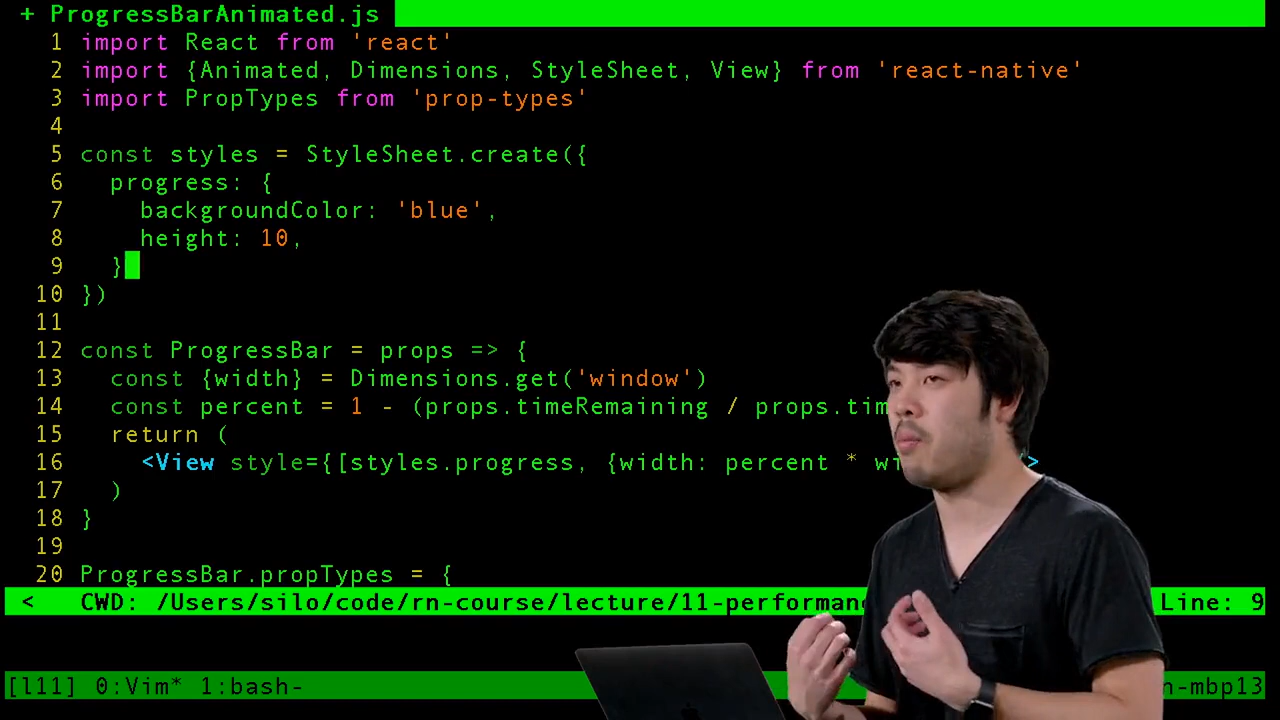 + ProgressBarAnimated.js
1 import React from 'react'
2 import {Animated, Dimensions, StyleSheet, View} from 'react-native'
3 import PropTypes from 'prop-types'
4
5 const styles = StyleSheet.create({
6   progress: {
7     backgroundColor: 'blue',
8     height: 10,
9   }
10 })
11
12 const ProgressBar = props => {
13   const {width} = Dimensions.get('window')
14   const percent = 1 - (props.timeRemaining / props.tim
15   return (
16     <View style={[styles.progress, {width: percent * wi >
17   )
18 }
19
20 ProgressBar.propTypes = {
< CWD: /Users/silo/code/rn-course/lecture/11-performan Line: 9
[l11] 0:Vim* 1:bash- n-mbp13